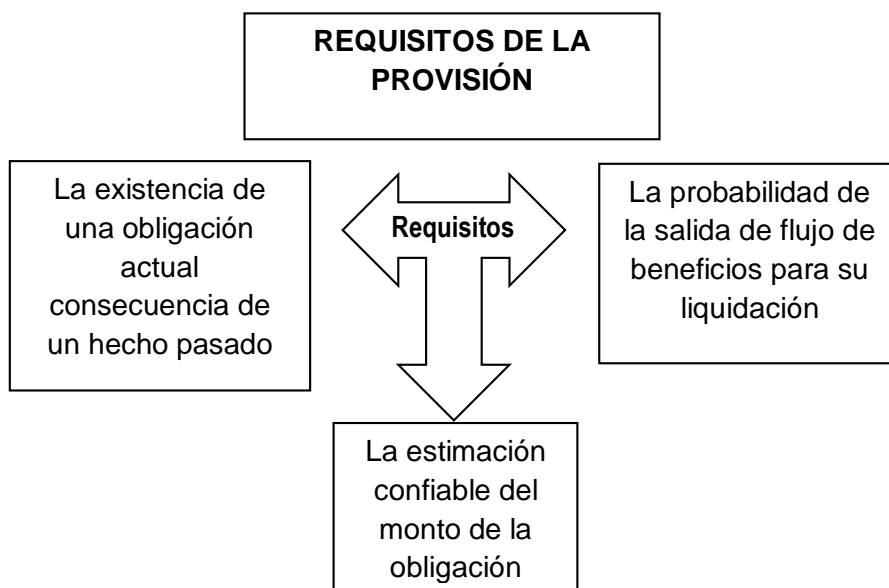 REQUISITOS DE LA
PROVISIÓN
La existencia de
una obligación
actual
consecuencia de
un hecho pasado
Requisitos
La probabilidad de
la salida de flujo de
beneficios para su
liquidación
La estimación
confiable del
monto de la
obligación